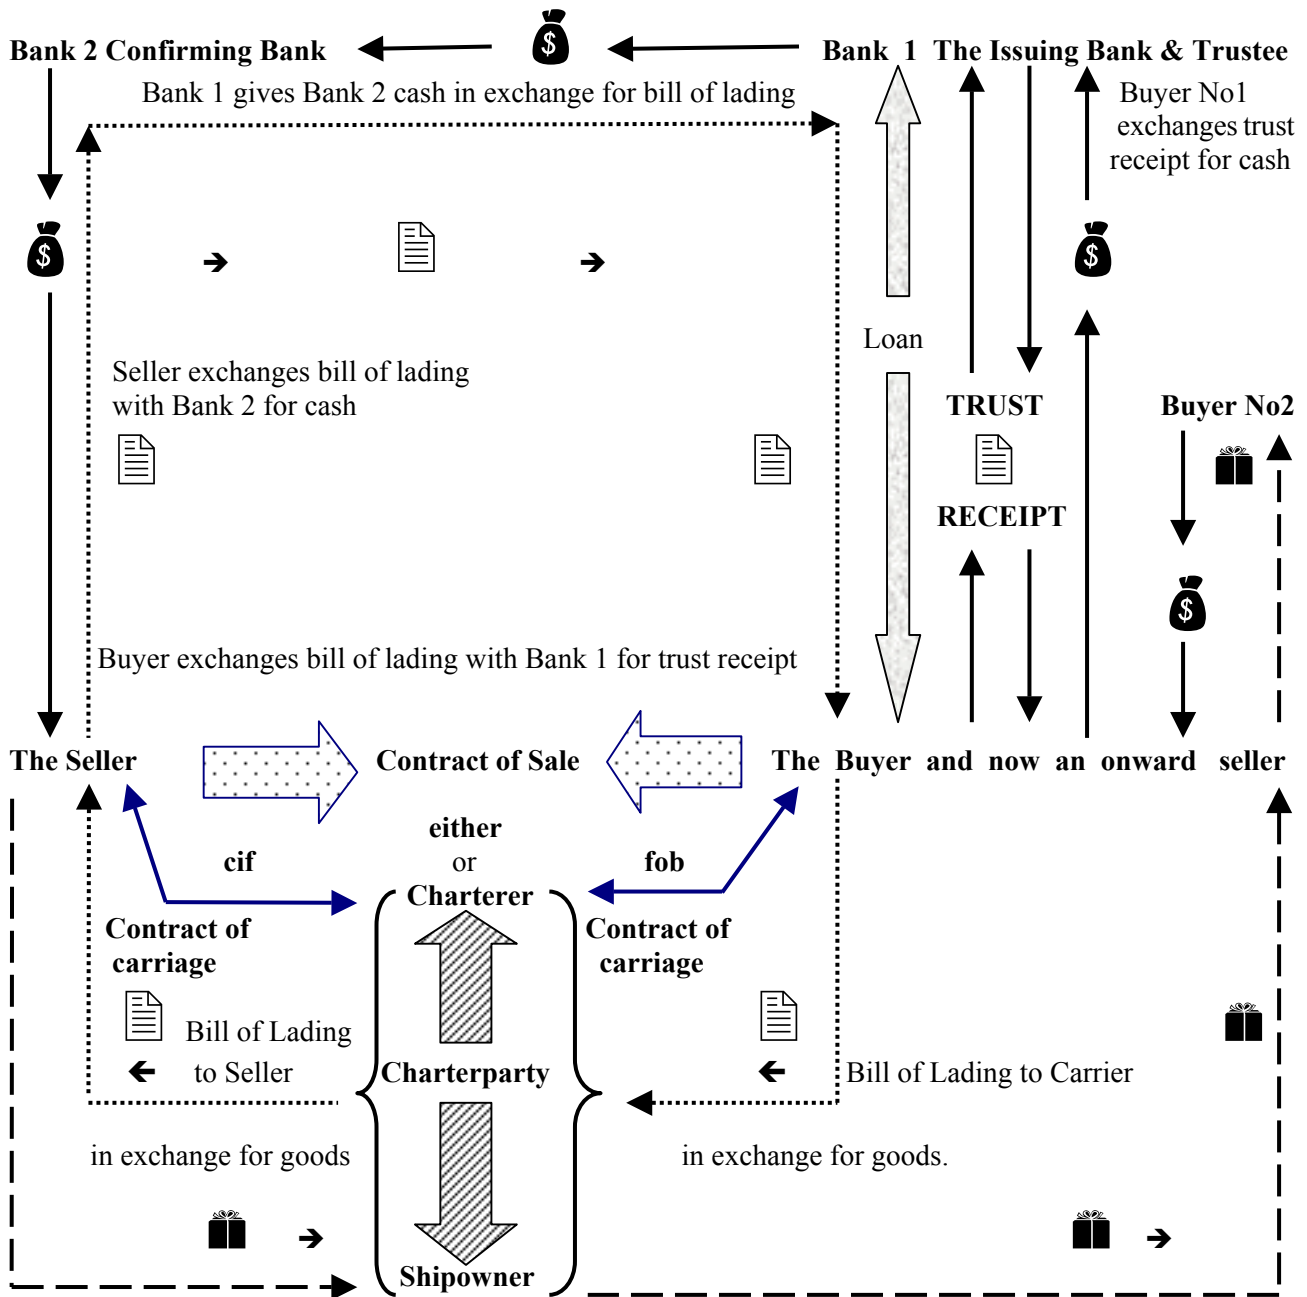 Bank 2 Confirming Bank
Bank 1 The Issuing Bank & Trustee
Bank 1 gives Bank 2 cash in exchange for bill of lading
Buyer No1
exchanges trust
receipt for cash
$
$
$
Loan
Seller exchanges bill of lading
with Bank 2 for cash
TRUST
RECEIPT
Buyer No2
$
Buyer exchanges bill of lading with Bank 1 for trust receipt
The Seller
Contract of Sale
The Buyer and now an onward seller
either
or
cif
fob
Charterer
Contract of
carriage
Contract of
carriage
Bill of Lading
to Seller
Charterparty
Bill of Lading to Carrier
in exchange for goods
in exchange for goods.
Shipowner